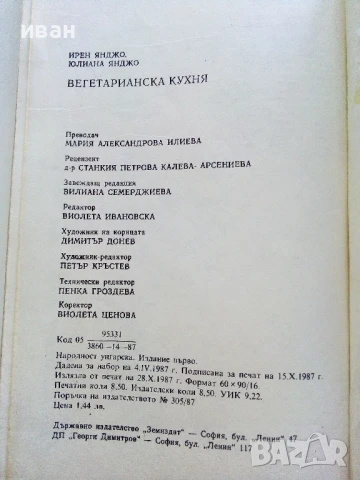 иван
ИРЕН ЯНДЖО,
ЮЛИАНА ЯНДЖО
ВЕГЕТАРИАНСКА КУХНЯ
Преводач
МАРИЯ АЛЕКСАНДРОВА ИЛИЕВА
Рецензент
д-р СТАНКИЯ ПЕТРОВА КАЛЕВА- АРСЕНИЕВА
Завеждащ редакция
ВИЛИАНА СЕМЕРДЖИЕВА
Редактор
ВИОЛЕТА ИВАНОВСКА
Художник на корицата
ДИМИТЪР ДОНЕВ
Художник-редактор
ПЕТЪР КРЪСТЕВ
Технически редактор
ПЕНКА ГРОЗДЕВА
Коректор
ВИОЛЕТА ЦЕНОВА
95331
Код 05
3860-14-87
Народност унгарска. Издание първо.
Дадена за набор на 4.IV.1987 г. Подписана за печат на 15.X.1987 г.
Излязла от печат на 28.X.1987 г. Формат 60×90/16.
Печатни коли 8,50. Издателски коли 8,50. УИК 9,22.
Поръчка на издателството № 305/87
Цена 1,44 лв.
Държавно издателство „Земиздат" — София, бул. „Ленин" 47
ДП „Георги Димитров" — София, бул. „Ленин" 117
bazar